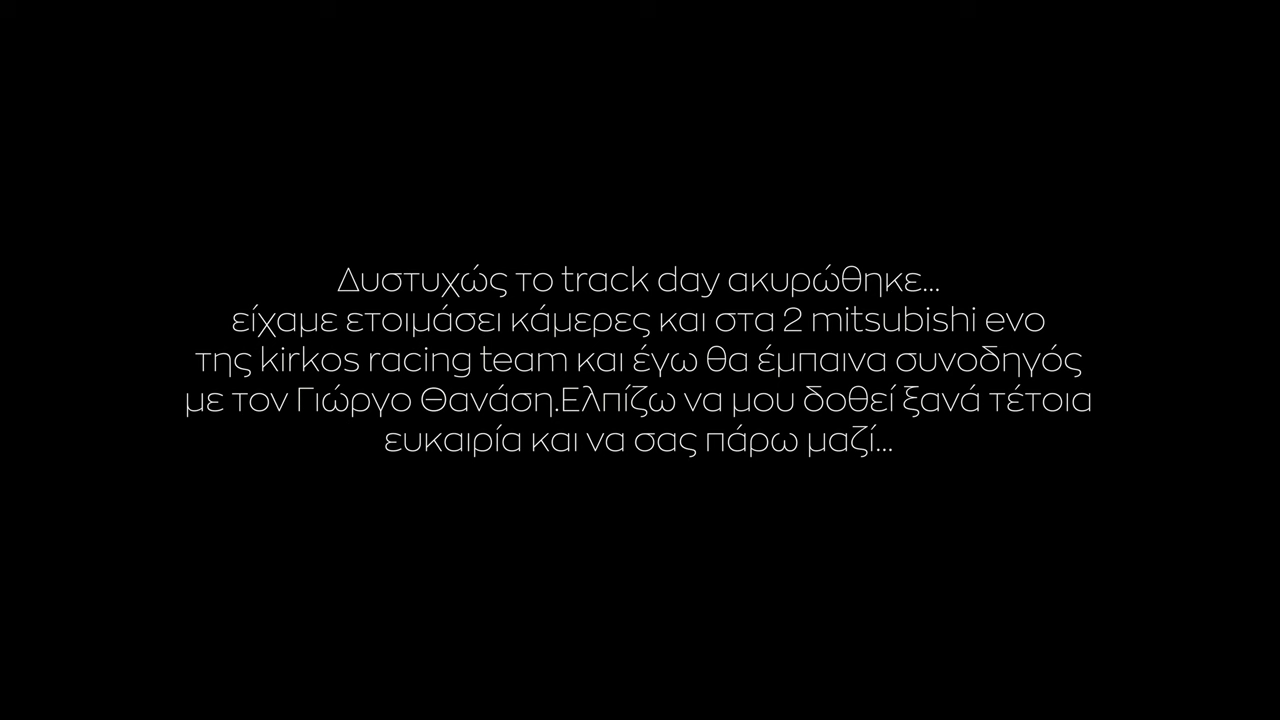 Δυστυχώς το track day ακυρώθηκε...
είχαμε ετοιμάσει κάμερες και στα 2 mitsubishi evo
της kirkos racing team και έγω θα έμπαινα συνοδηγός
με τον Γιώργο Θανάση.Ελπίζω να μου δοθεί ξανά τέτοια
ευκαιρία και να σας πάρω μαζί...